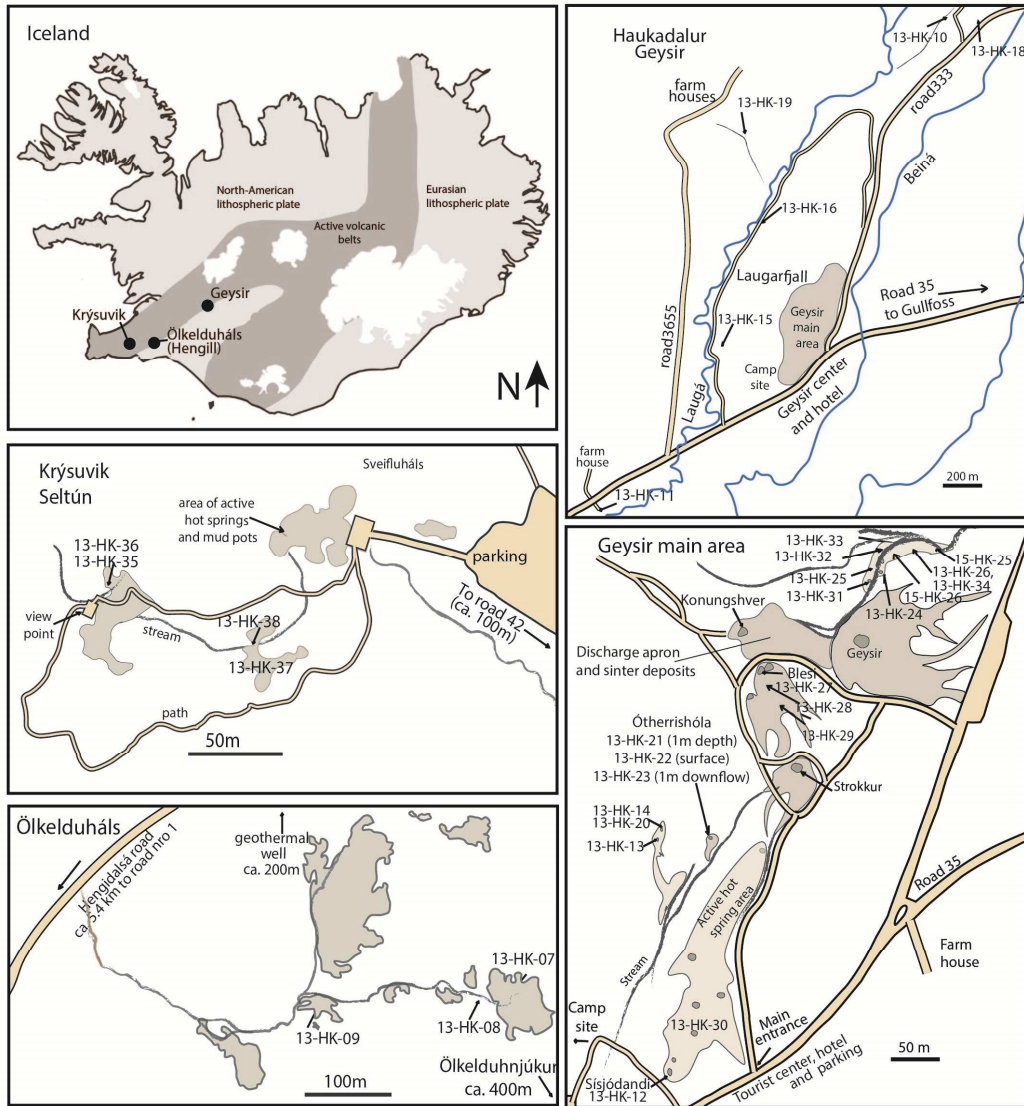 Iceland
North-American
lithospheric plate
Eurasian
lithospheric plate
Active volcanic
belts
Geysir
Krýsuvik
Ölkelduháls
(Hengill)
N
Haukadalur
Geysir
13-HK-10
13-HK-18
farm
houses
13-HK-19
road333
Beiná
13-HK-16
Laugarfjall
road3655
13-HK-15
Geysir
main
area
Road 35
to Gullfoss
Camp
site
Laugá
Geysir center
and hotel
farm
house
13-HK-11
200 m
Krýsuvik
Seltún
Sveifluháls
area of active
hot springs
and mud pots
13-HK-36
13-HK-35
parking
view
point
stream
13-HK-38
13-HK-37
To road 42
(ca. 100m)
path
50m
Ölkelduháls
Hengidalsá road
ca. 5.4 km to road nro 1
geothermal
well
ca. 200m
13-HK-07
13-HK-08
13-HK-09
100m
Ölkelduhnjúkur
ca. 400m
Geysir main area
13-HK-33
13-HK-32
15-HK-25
13-HK-25
13-HK-26,
13-HK-34
13-HK-31
15-HK-26
13-HK-24
Konungshver
Discharge apron
and sinter deposits
Geysir
Blesi
13-HK-27
13-HK-28
13-HK-29
Ótherrishóla
13-HK-21 (1m depth)
13-HK-22 (surface)
13-HK-23 (1m downflow)
Strokkur
13-HK-14
13-HK-20
13-HK-13
Active hot
spring area
Road 35
Stream
Farm
house
Camp
site
13-HK-30
Main
entrance
Sísjódandi
13-HK-12
Tourist center, hotel
and parking
50 m